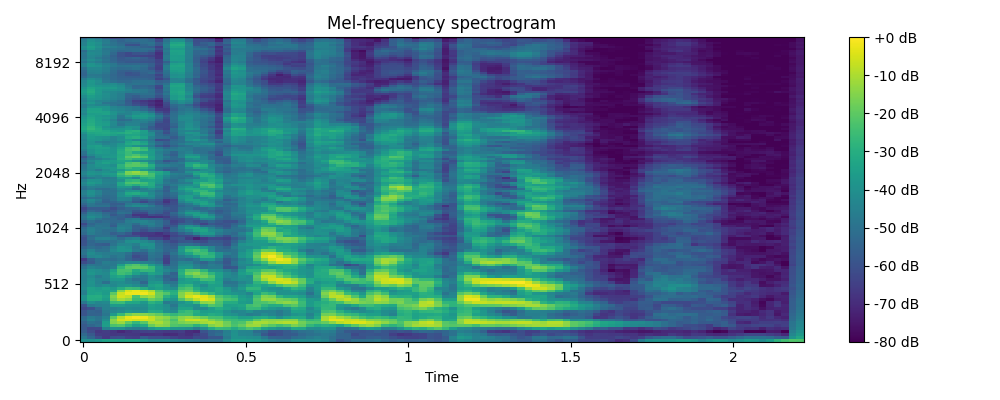 Mel-frequency spectrogram
8192
4096
2048
1024
512
0
Hz
0
0.5
1
1.5
2
Time
+0 dB
-10 dB
-20 dB
-30 dB
-40 dB
-50 dB
-60 dB
-70 dB
-80 dB